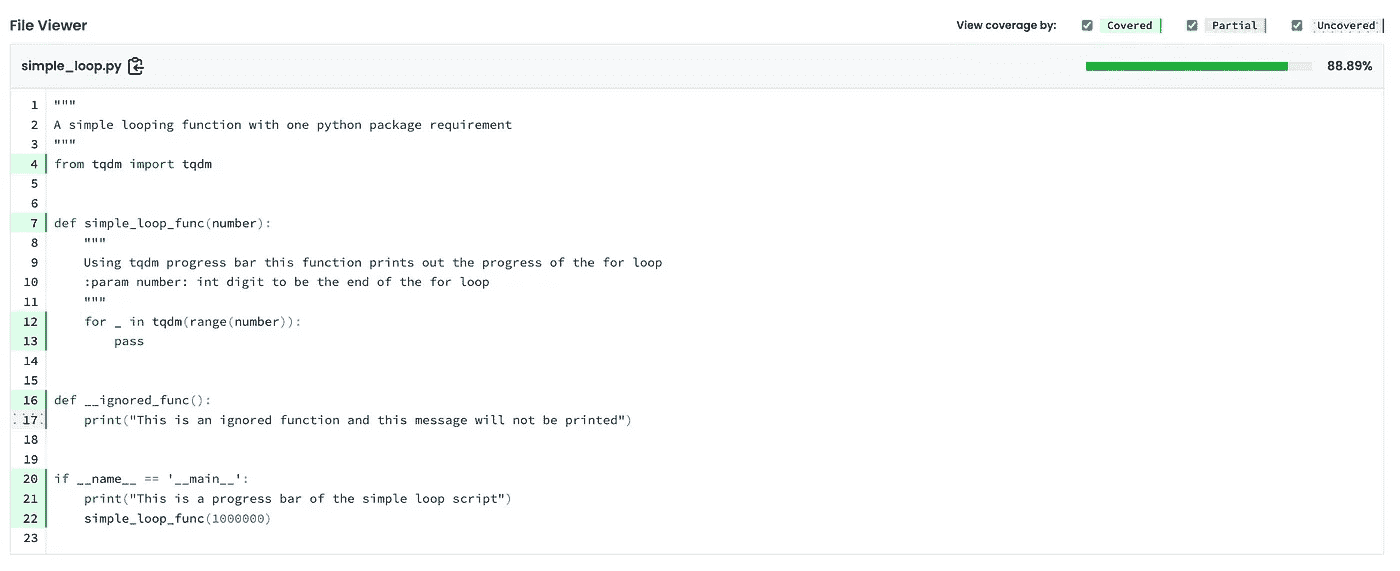 File Viewer
View coverage by: Covered Partial Uncovered
simple_loop.py 88.89%
1 """
2 A simple looping function with one python package requirement
3 """
4 from tqdm import tqdm
5
6
7 def simple_loop_func(number):
8     """
9     Using tqdm progress bar this function prints out the progress of the for loop
10     :param number: int digit to be the end of the for loop
11     """
12     for _ in tqdm(range(number)):
13         pass
14
15
16 def __ignored_func():
17     print("This is an ignored function and this message will not be printed")
18
19
20 if __name__ == '__main__':
21     print("This is a progress bar of the simple loop script")
22     simple_loop_func(1000000)
23